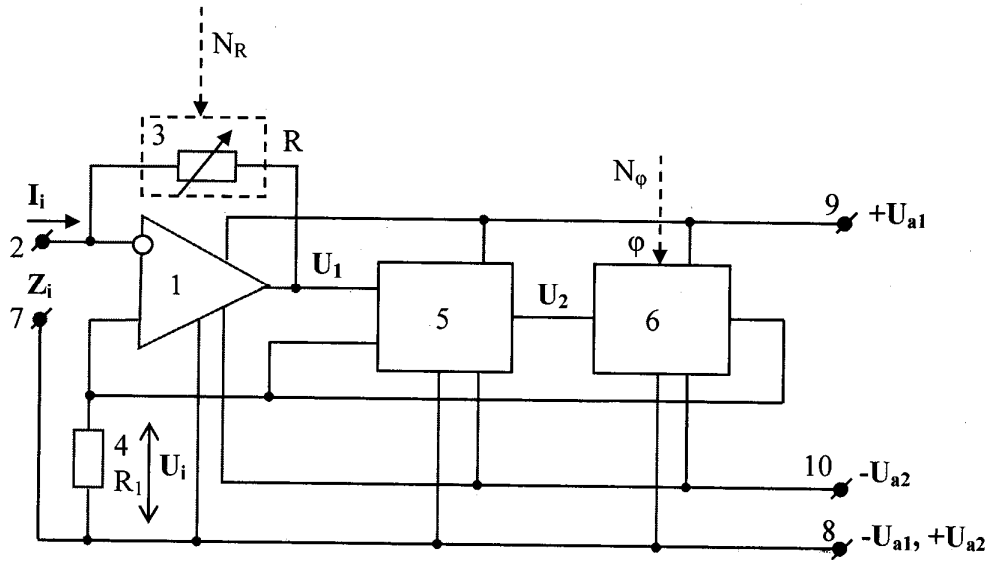 N_R
3
R
I_i
2
N_φ
9 +U_a1
φ
1
U_1
Z_i
7
5
U_2
6
4
R_1
U_i
10 -U_a2
8 -U_a1, +U_a2